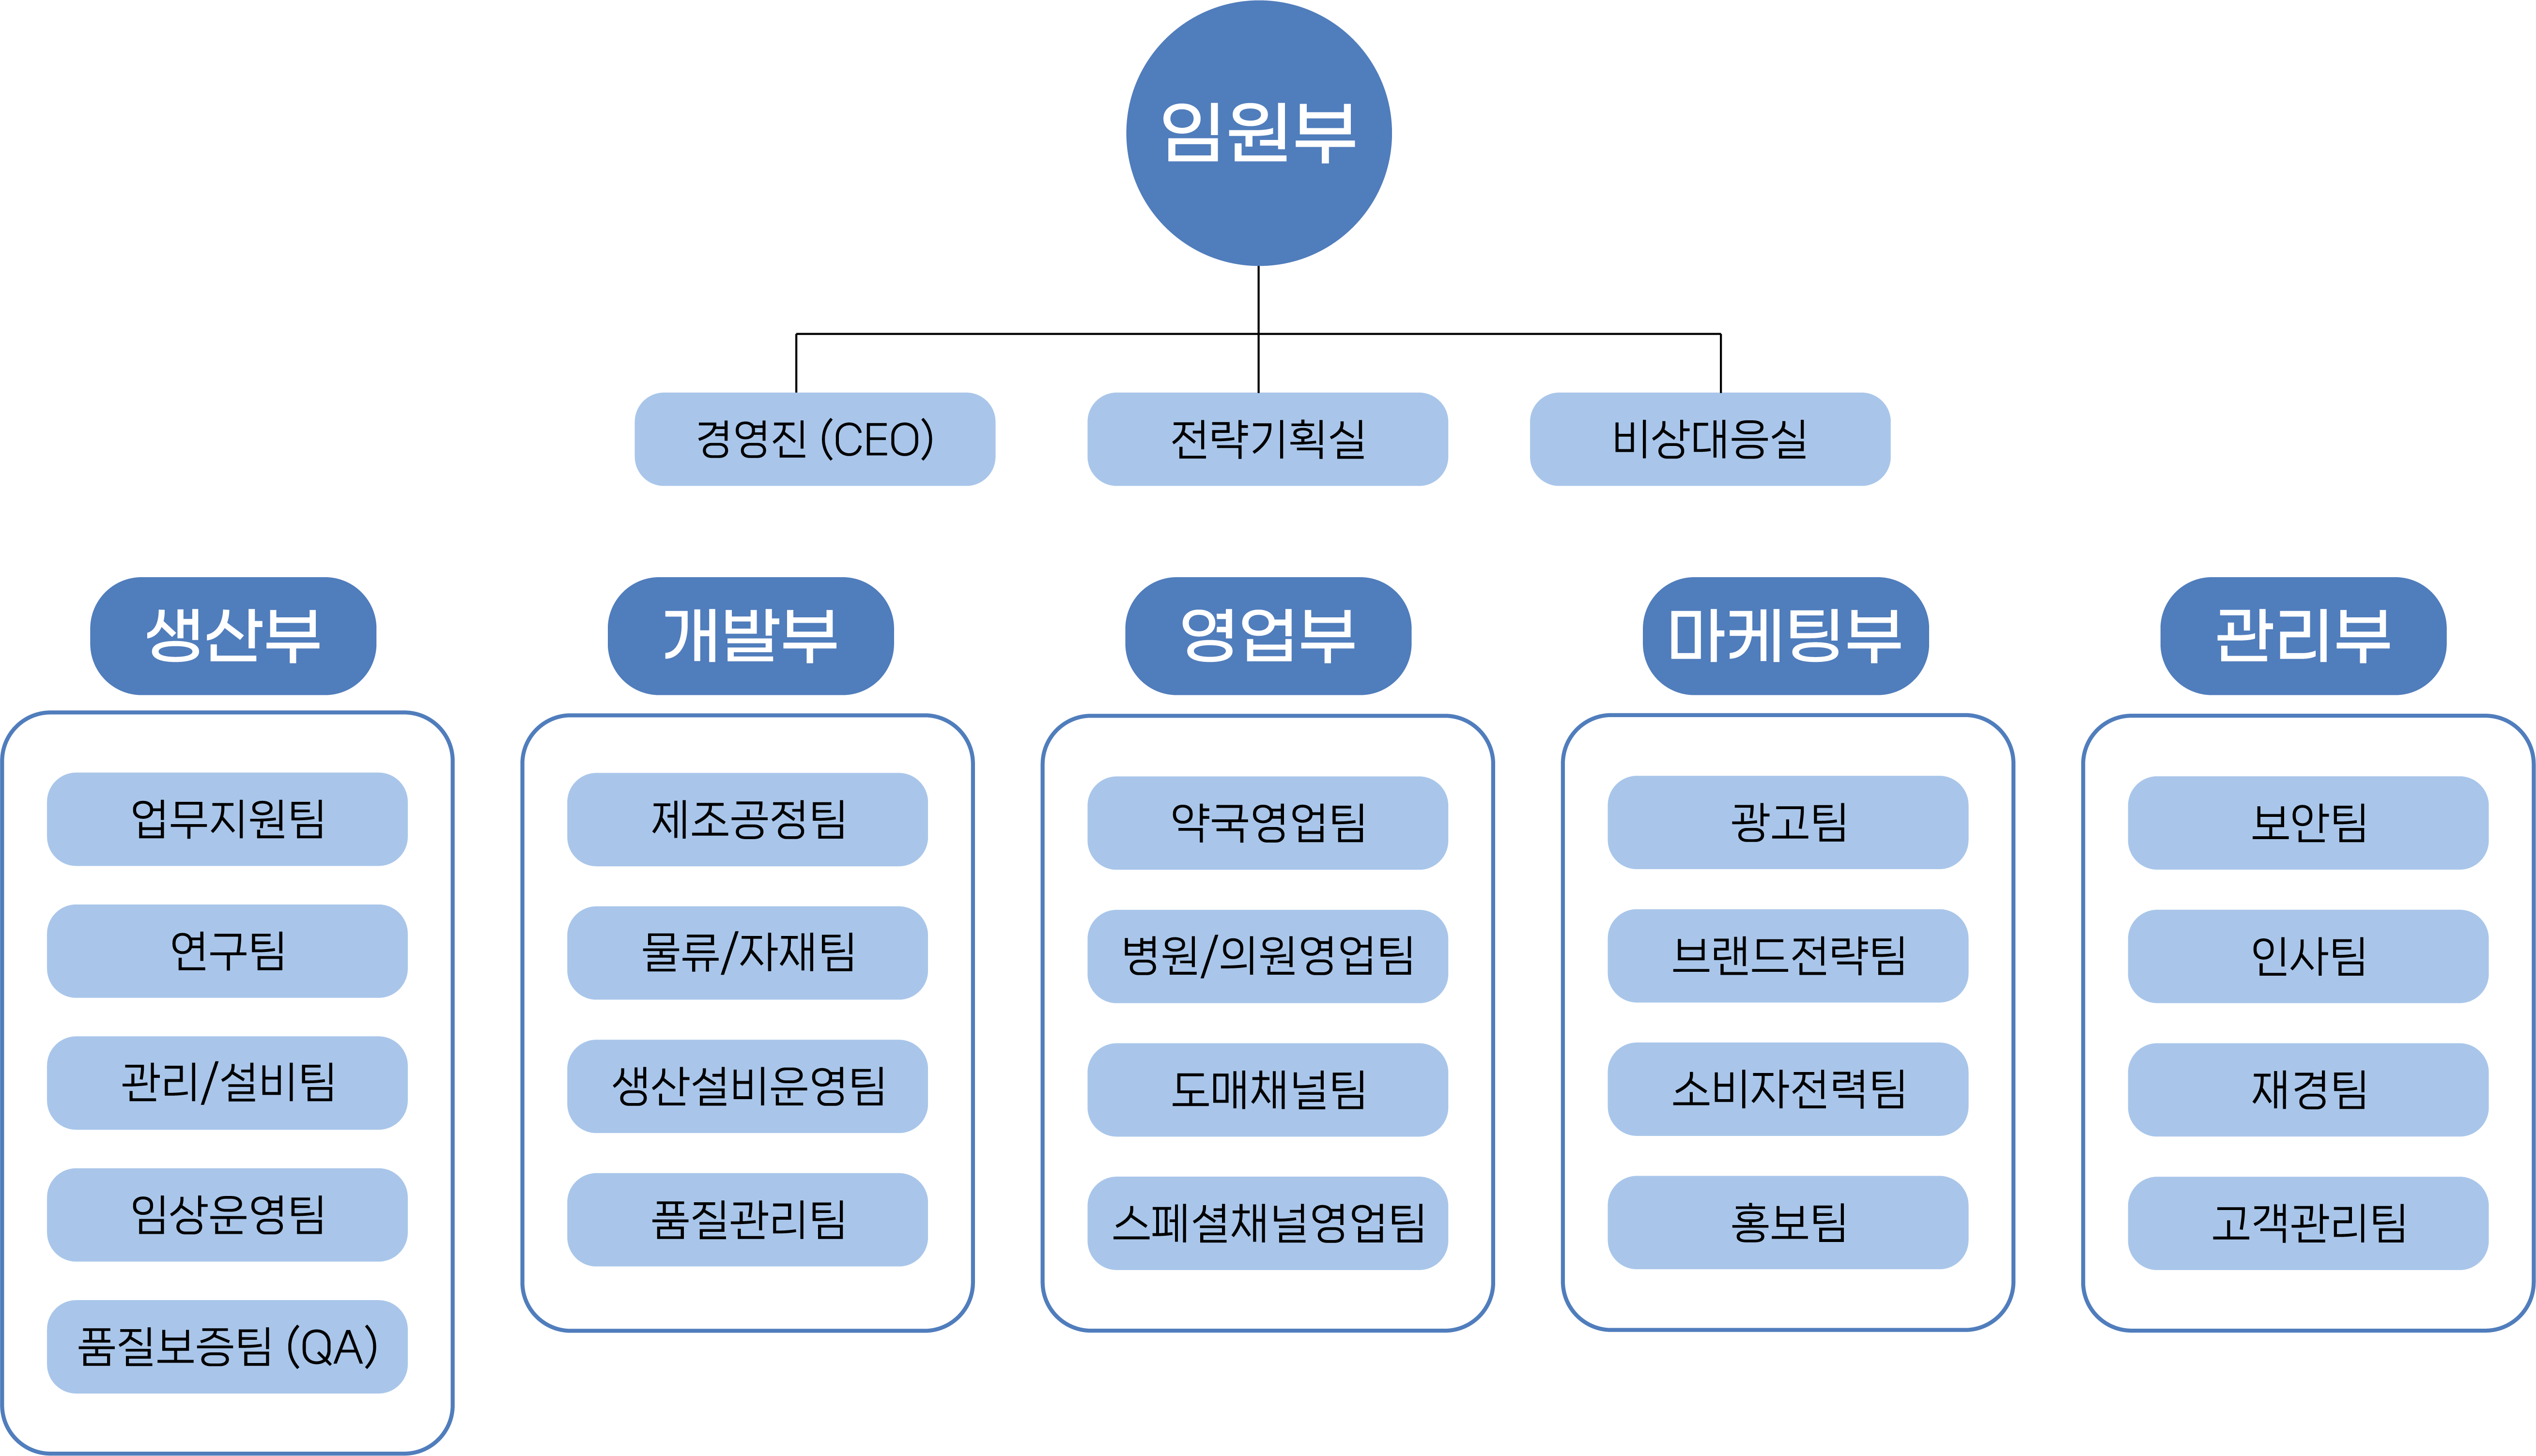 임원부
경영진 (CEO)
전략기획실
비상대응실
생산부
업무지원팀
연구팀
관리/설비팀
임상운영팀
품질보증팀 (QA)
개발부
제조공정팀
물류/자재팀
생산설비운영팀
품질관리팀
영업부
약국영업팀
병원/의원영업팀
도매채널팀
스페셜채널영업팀
마케팅부
광고팀
브랜드전략팀
소비자전력팀
홍보팀
관리부
보안팀
인사팀
재경팀
고객관리팀